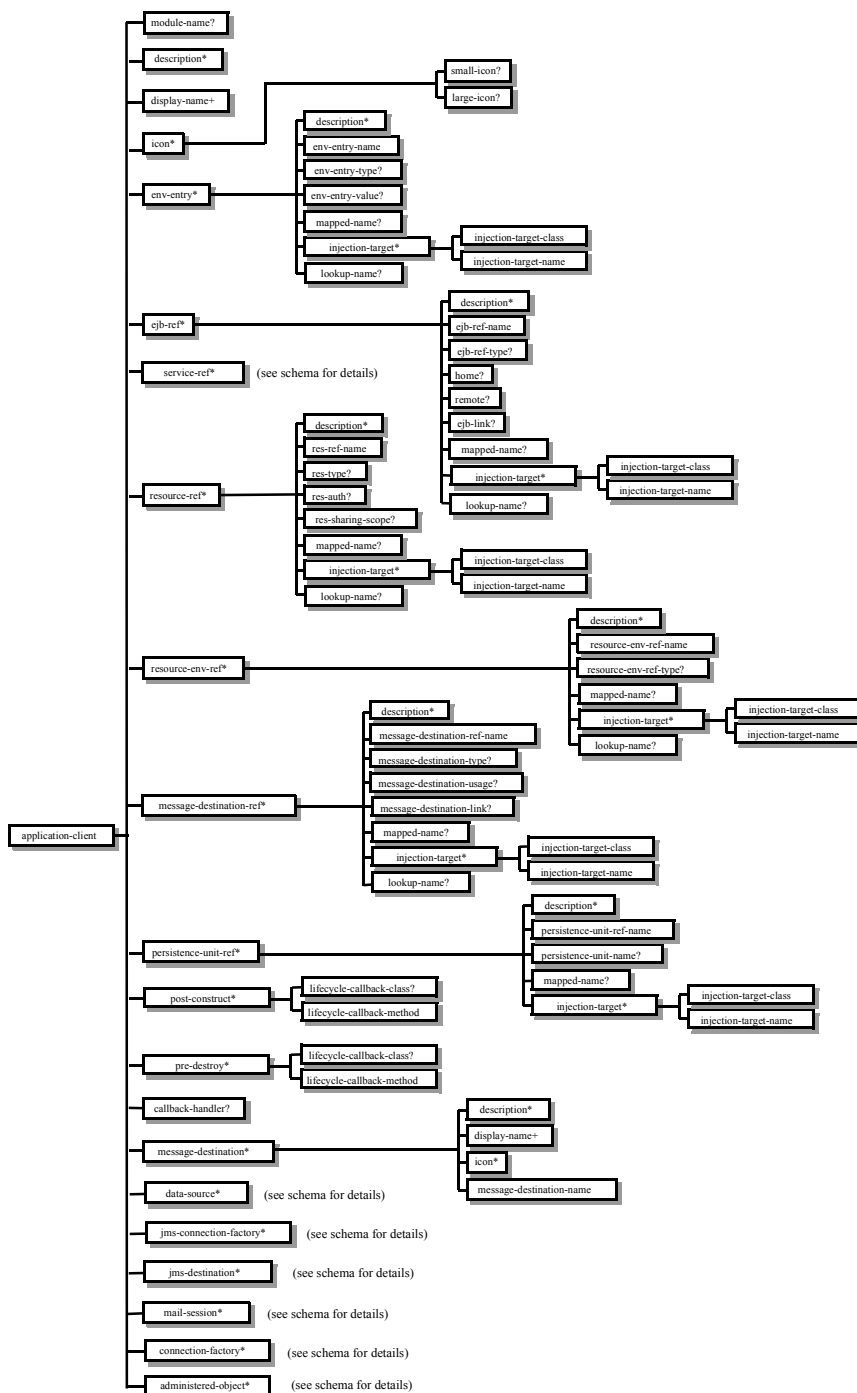 module-name?
description*
display-name+
icon*
small-icon?
large-icon?
env-entry*
description*
env-entry-name
env-entry-type?
env-entry-value?
mapped-name?
injection-target*
injection-target-class
injection-target-name
lookup-name?
ejb-ref*
description*
ejb-ref-name
ejb-ref-type?
home?
remote?
ejb-link?
mapped-name?
injection-target*
injection-target-class
injection-target-name
lookup-name?
service-ref* (see schema for details)
resource-ref*
description*
res-ref-name
res-type?
res-auth?
res-sharing-scope?
mapped-name?
injection-target*
injection-target-class
injection-target-name
lookup-name?
resource-env-ref*
description*
resource-env-ref-name
resource-env-ref-type?
mapped-name?
injection-target*
injection-target-class
injection-target-name
lookup-name?
message-destination-ref*
description*
message-destination-ref-name
message-destination-type?
message-destination-usage?
message-destination-link?
mapped-name?
injection-target*
injection-target-class
injection-target-name
lookup-name?
application-client
persistence-unit-ref*
description*
persistence-unit-ref-name
persistence-unit-name?
mapped-name?
injection-target*
injection-target-class
injection-target-name
post-construct*
lifecycle-callback-class?
lifecycle-callback-method
pre-destroy*
lifecycle-callback-class?
lifecycle-callback-method
callback-handler?
message-destination*
description*
display-name+
icon*
message-destination-name
data-source* (see schema for details)
jms-connection-factory* (see schema for details)
jms-destination* (see schema for details)
mail-session* (see schema for details)
connection-factory* (see schema for details)
administered-object* (see schema for details)